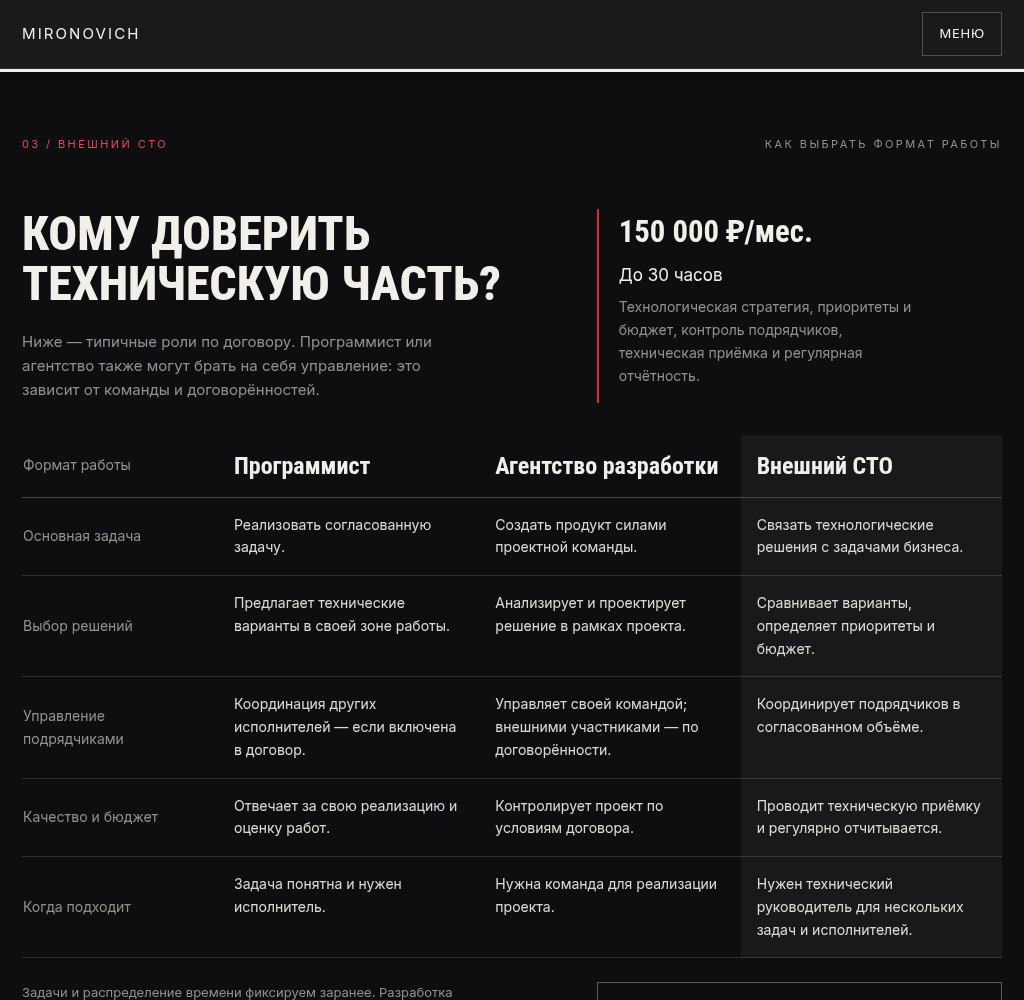 MIRONOVICH
МЕНЮ
03 / ВНЕШНИЙ СТО
КАК ВЫБРАТЬ ФОРМАТ РАБОТЫ
КОМУ ДОВЕРИТЬ
ТЕХНИЧЕСКУЮ ЧАСТЬ?
Ниже — типичные роли по договору. Программист или
агентство также могут брать на себя управление: это
зависит от команды и договорённостей.
150 000 ₽/мес.
До 30 часов
Технологическая стратегия, приоритеты и
бюджет, контроль подрядчиков,
техническая приёмка и регулярная
отчётность.
Формат работы
Программист
Агентство разработки
Внешний СТО
Основная задача
Реализовать согласованную
задачу.
Создать продукт силами
проектной команды.
Связать технологические
решения с задачами бизнеса.
Выбор решений
Предлагает технические
варианты в своей зоне работы.
Анализирует и проектирует
решение в рамках проекта.
Сравнивает варианты,
определяет приоритеты и
бюджет.
Управление
подрядчиками
Координация других
исполнителей — если включена
в договор.
Управляет своей командой;
внешними участниками — по
договорённости.
Координирует подрядчиков в
согласованном объёме.
Качество и бюджет
Отвечает за свою реализацию и
оценку работ.
Контролирует проект по
условиям договора.
Проводит техническую приёмку
и регулярно отчитывается.
Когда подходит
Задача понятна и нужен
исполнитель.
Нужна команда для реализации
проекта.
Нужен технический
руководитель для нескольких
задач и исполнителей.
Задачи и распределение времени фиксируем заранее. Разработка